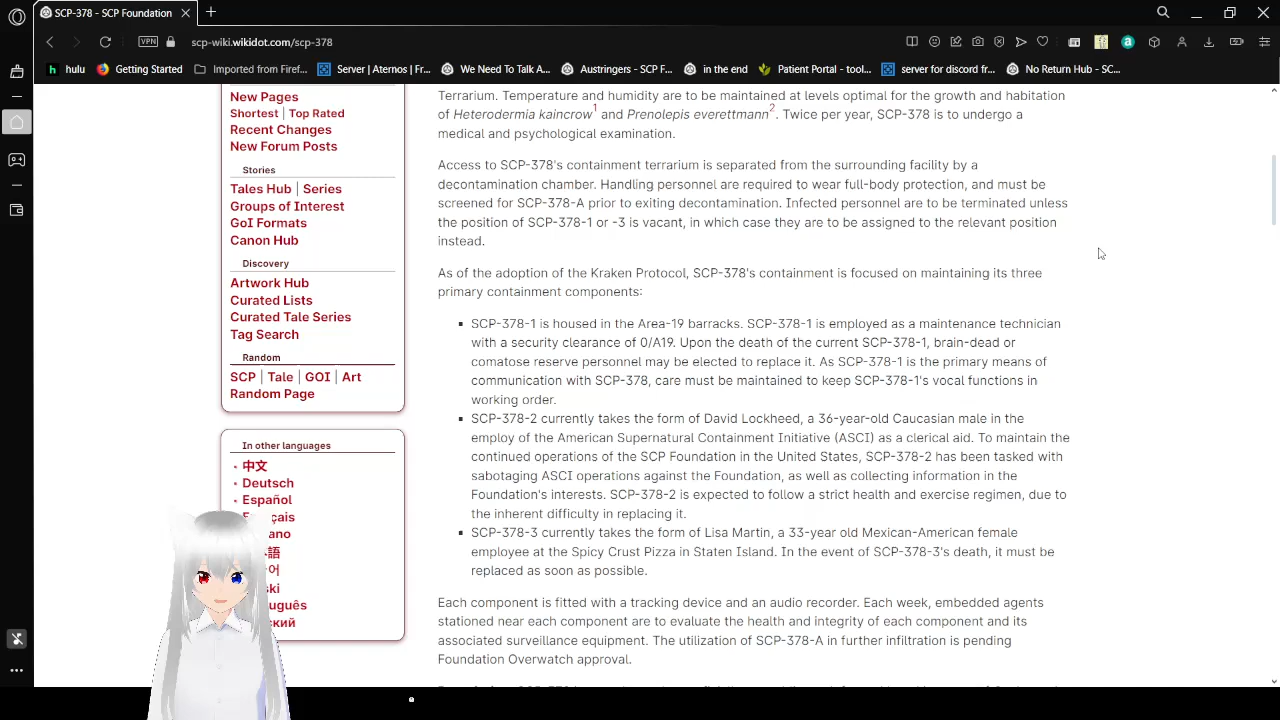 SCP-378 - SCP Foundation
VPN
scp-wiki.wikidot.com/scp-378
hulu
Getting Started
Imported from Firef...
Server | Aternos | Fr...
We Need To Talk A...
Austringers - SCP F...
in the end
Patient Portal - tool...
server for discord fr...
No Return Hub - SC...
New Pages
Shortest | Top Rated
Recent Changes
New Forum Posts
Stories
Tales Hub | Series
Groups of Interest
GoI Formats
Canon Hub
Discovery
Artwork Hub
Curated Lists
Curated Tale Series
Tag Search
Random
SCP | Tale | GOI | Art
Random Page
In other languages
中文
Deutsch
Español
Terrarium. Temperature and humidity are to be maintained at levels optimal for the growth and habitation
of Heterodermia kaincrow1 and Prenolepis everettmann2. Twice per year, SCP-378 is to undergo a
medical and psychological examination.
Access to SCP-378's containment terrarium is separated from the surrounding facility by a
decontamination chamber. Handling personnel are required to wear full-body protection, and must be
screened for SCP-378-A prior to exiting decontamination. Infected personnel are to be terminated unless
the position of SCP-378-1 or -3 is vacant, in which case they are to be assigned to the relevant position
instead.
As of the adoption of the Kraken Protocol, SCP-378's containment is focused on maintaining its three
primary containment components:
SCP-378-1 is housed in the Area-19 barracks. SCP-378-1 is employed as a maintenance technician
with a security clearance of 0/A19. Upon the death of the current SCP-378-1, brain-dead or
comatose reserve personnel may be elected to replace it. As SCP-378-1 is the primary means of
communication with SCP-378, care must be maintained to keep SCP-378-1's vocal functions in
working order.
SCP-378-2 currently takes the form of David Lockheed, a 36-year-old Caucasian male in the
employ of the American Supernatural Containment Initiative (ASCI) as a clerical aid. To maintain the
continued operations of the SCP Foundation in the United States, SCP-378-2 has been tasked with
sabotaging ASCI operations against the Foundation, as well as collecting information in the
Foundation's interests. SCP-378-2 is expected to follow a strict health and exercise regimen, due to
the inherent difficulty in replacing it.
SCP-378-3 currently takes the form of Lisa Martin, a 33-year old Mexican-American female
employee at the Spicy Crust Pizza in Staten Island. In the event of SCP-378-3's death, it must be
replaced as soon as possible.
Each component is fitted with a tracking device and an audio recorder. Each week, embedded agents
stationed near each component are to evaluate the health and integrity of each component and its
associated surveillance equipment. The utilization of SCP-378-A in further infiltration is pending
Foundation Overwatch approval.